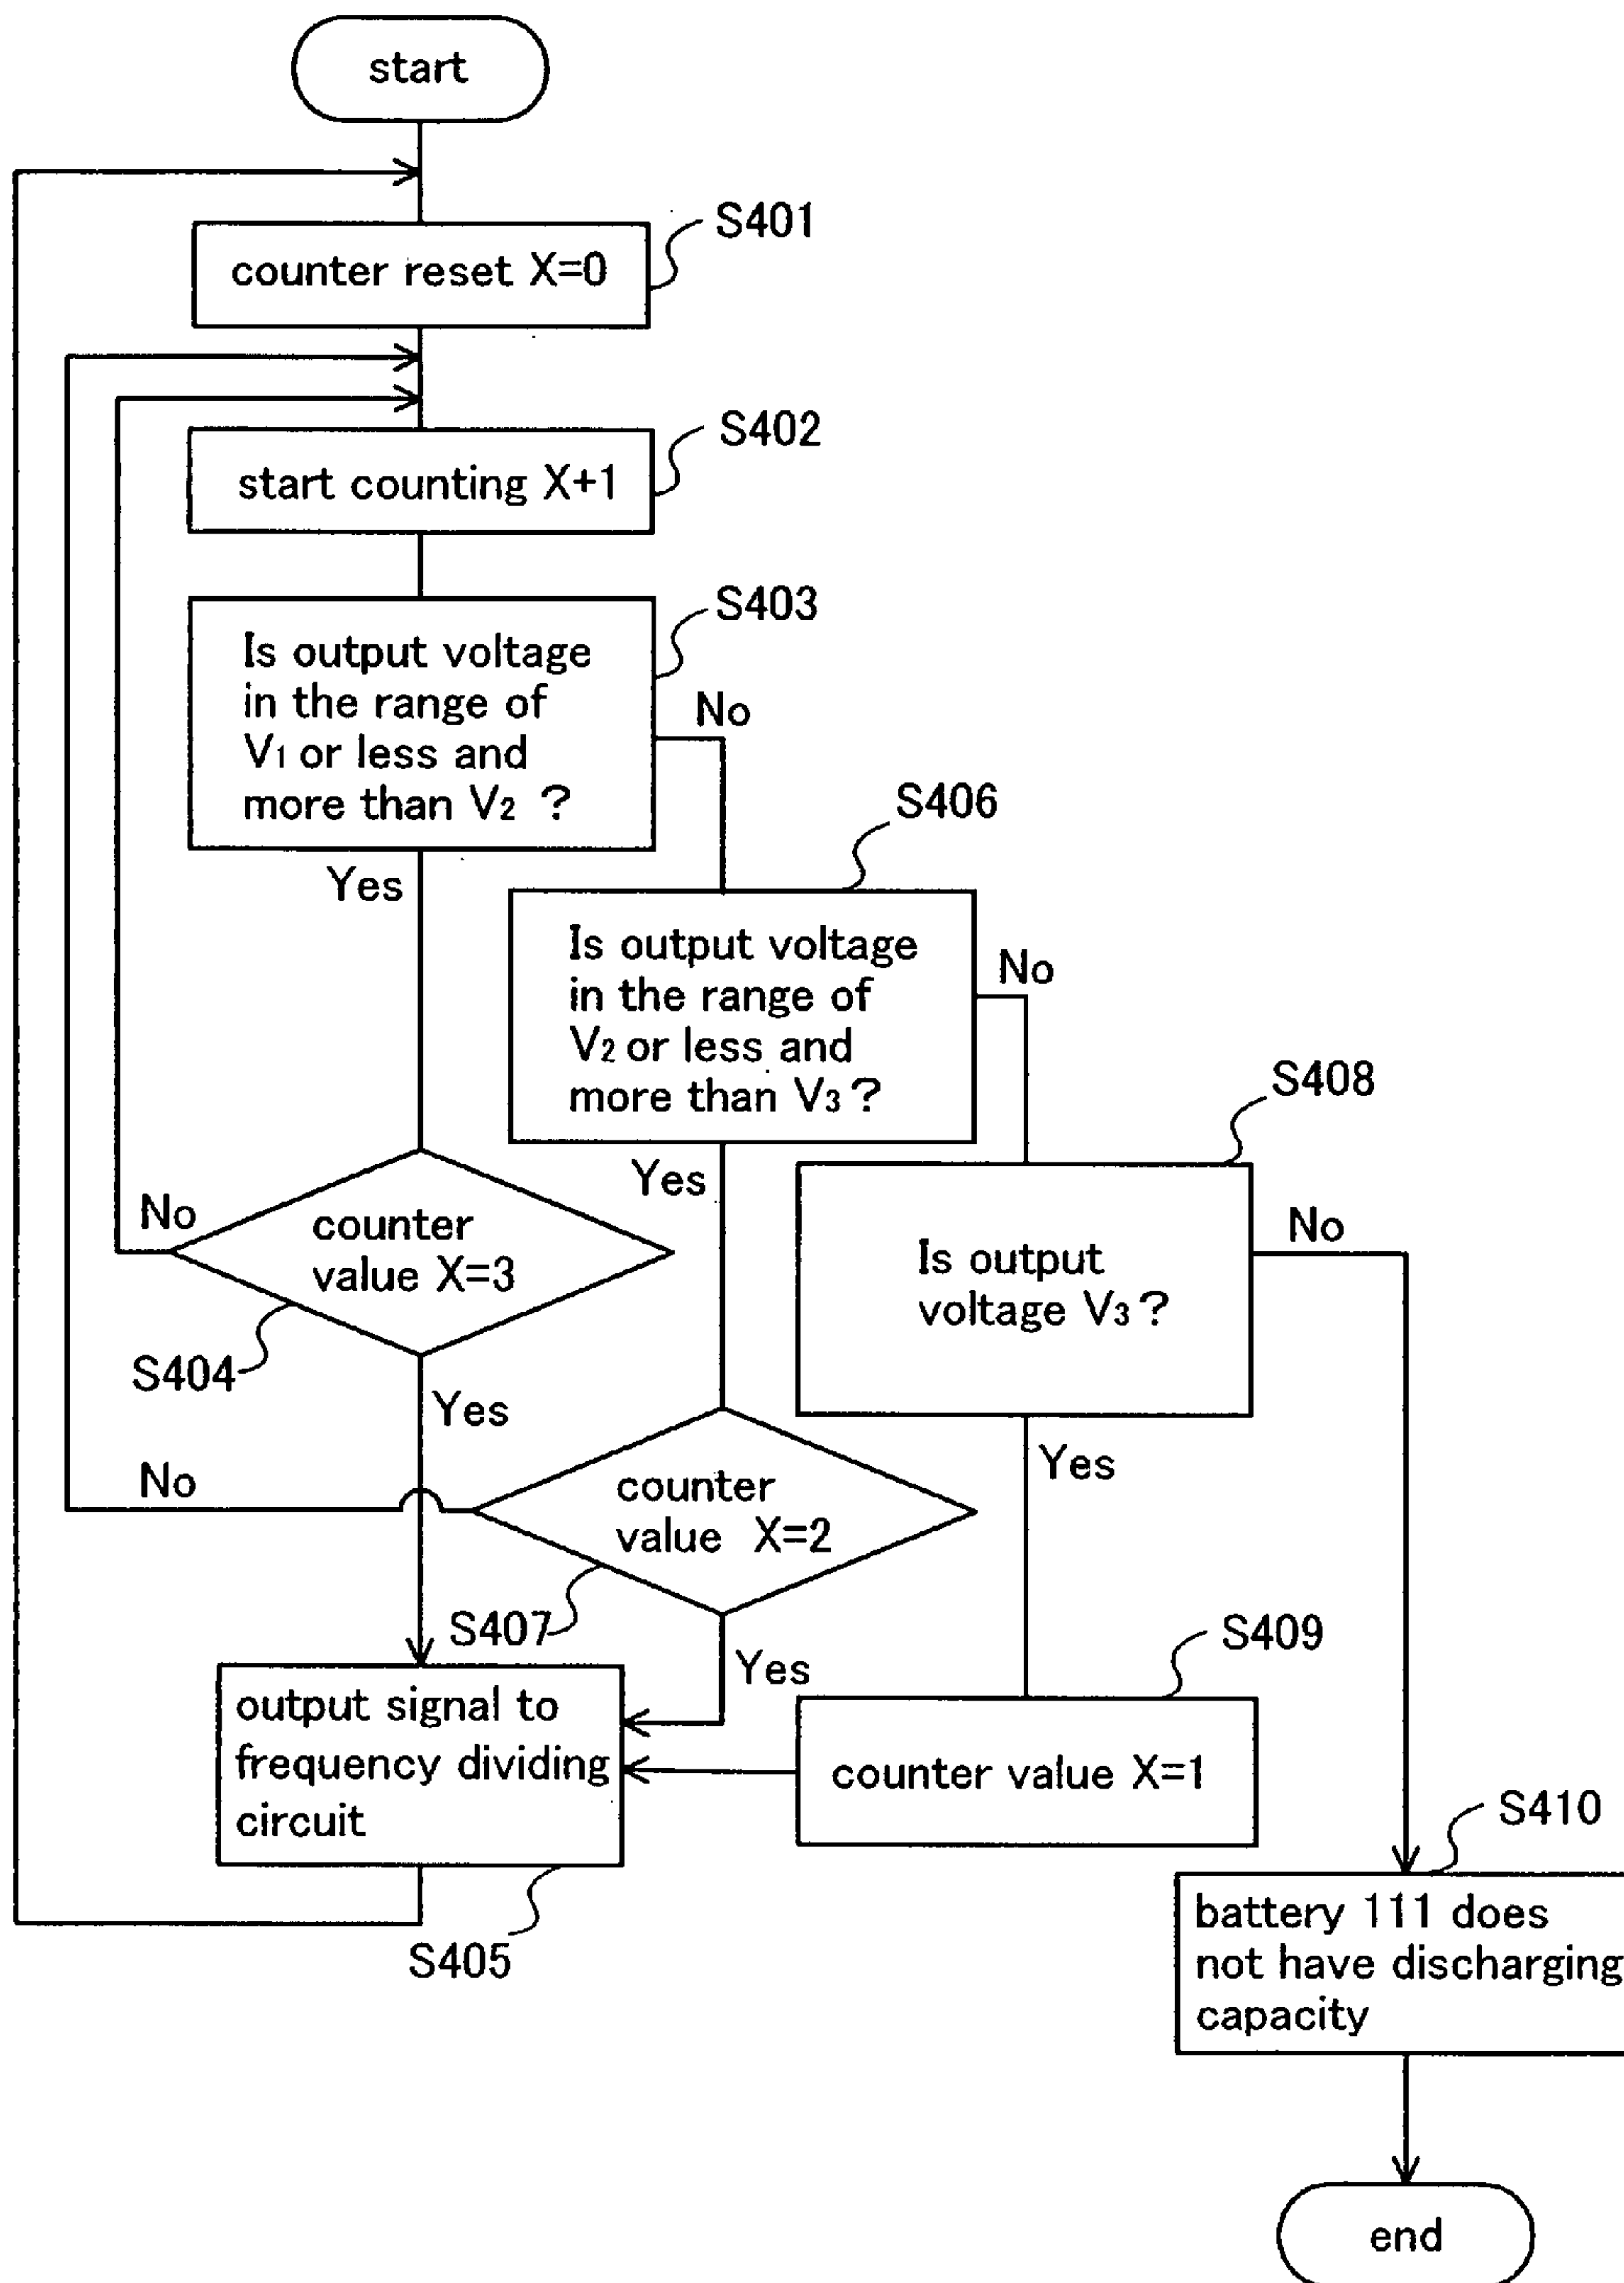 start
S401
counter reset X=0
S402
start counting X+1
S403
Is output voltage
in the range of
V1 or less and
more than V2 ?
No
Yes
S406
Is output voltage
in the range of
V2 or less and
more than V3 ?
No
Yes
S408
Is output
voltage V3 ?
No
Yes
No
counter
value X=3
S404
Yes
No
counter
value X=2
S407
Yes
S409
counter value X=1
output signal to
frequency dividing
circuit
S405
S410
battery 111 does
not have discharging
capacity
end